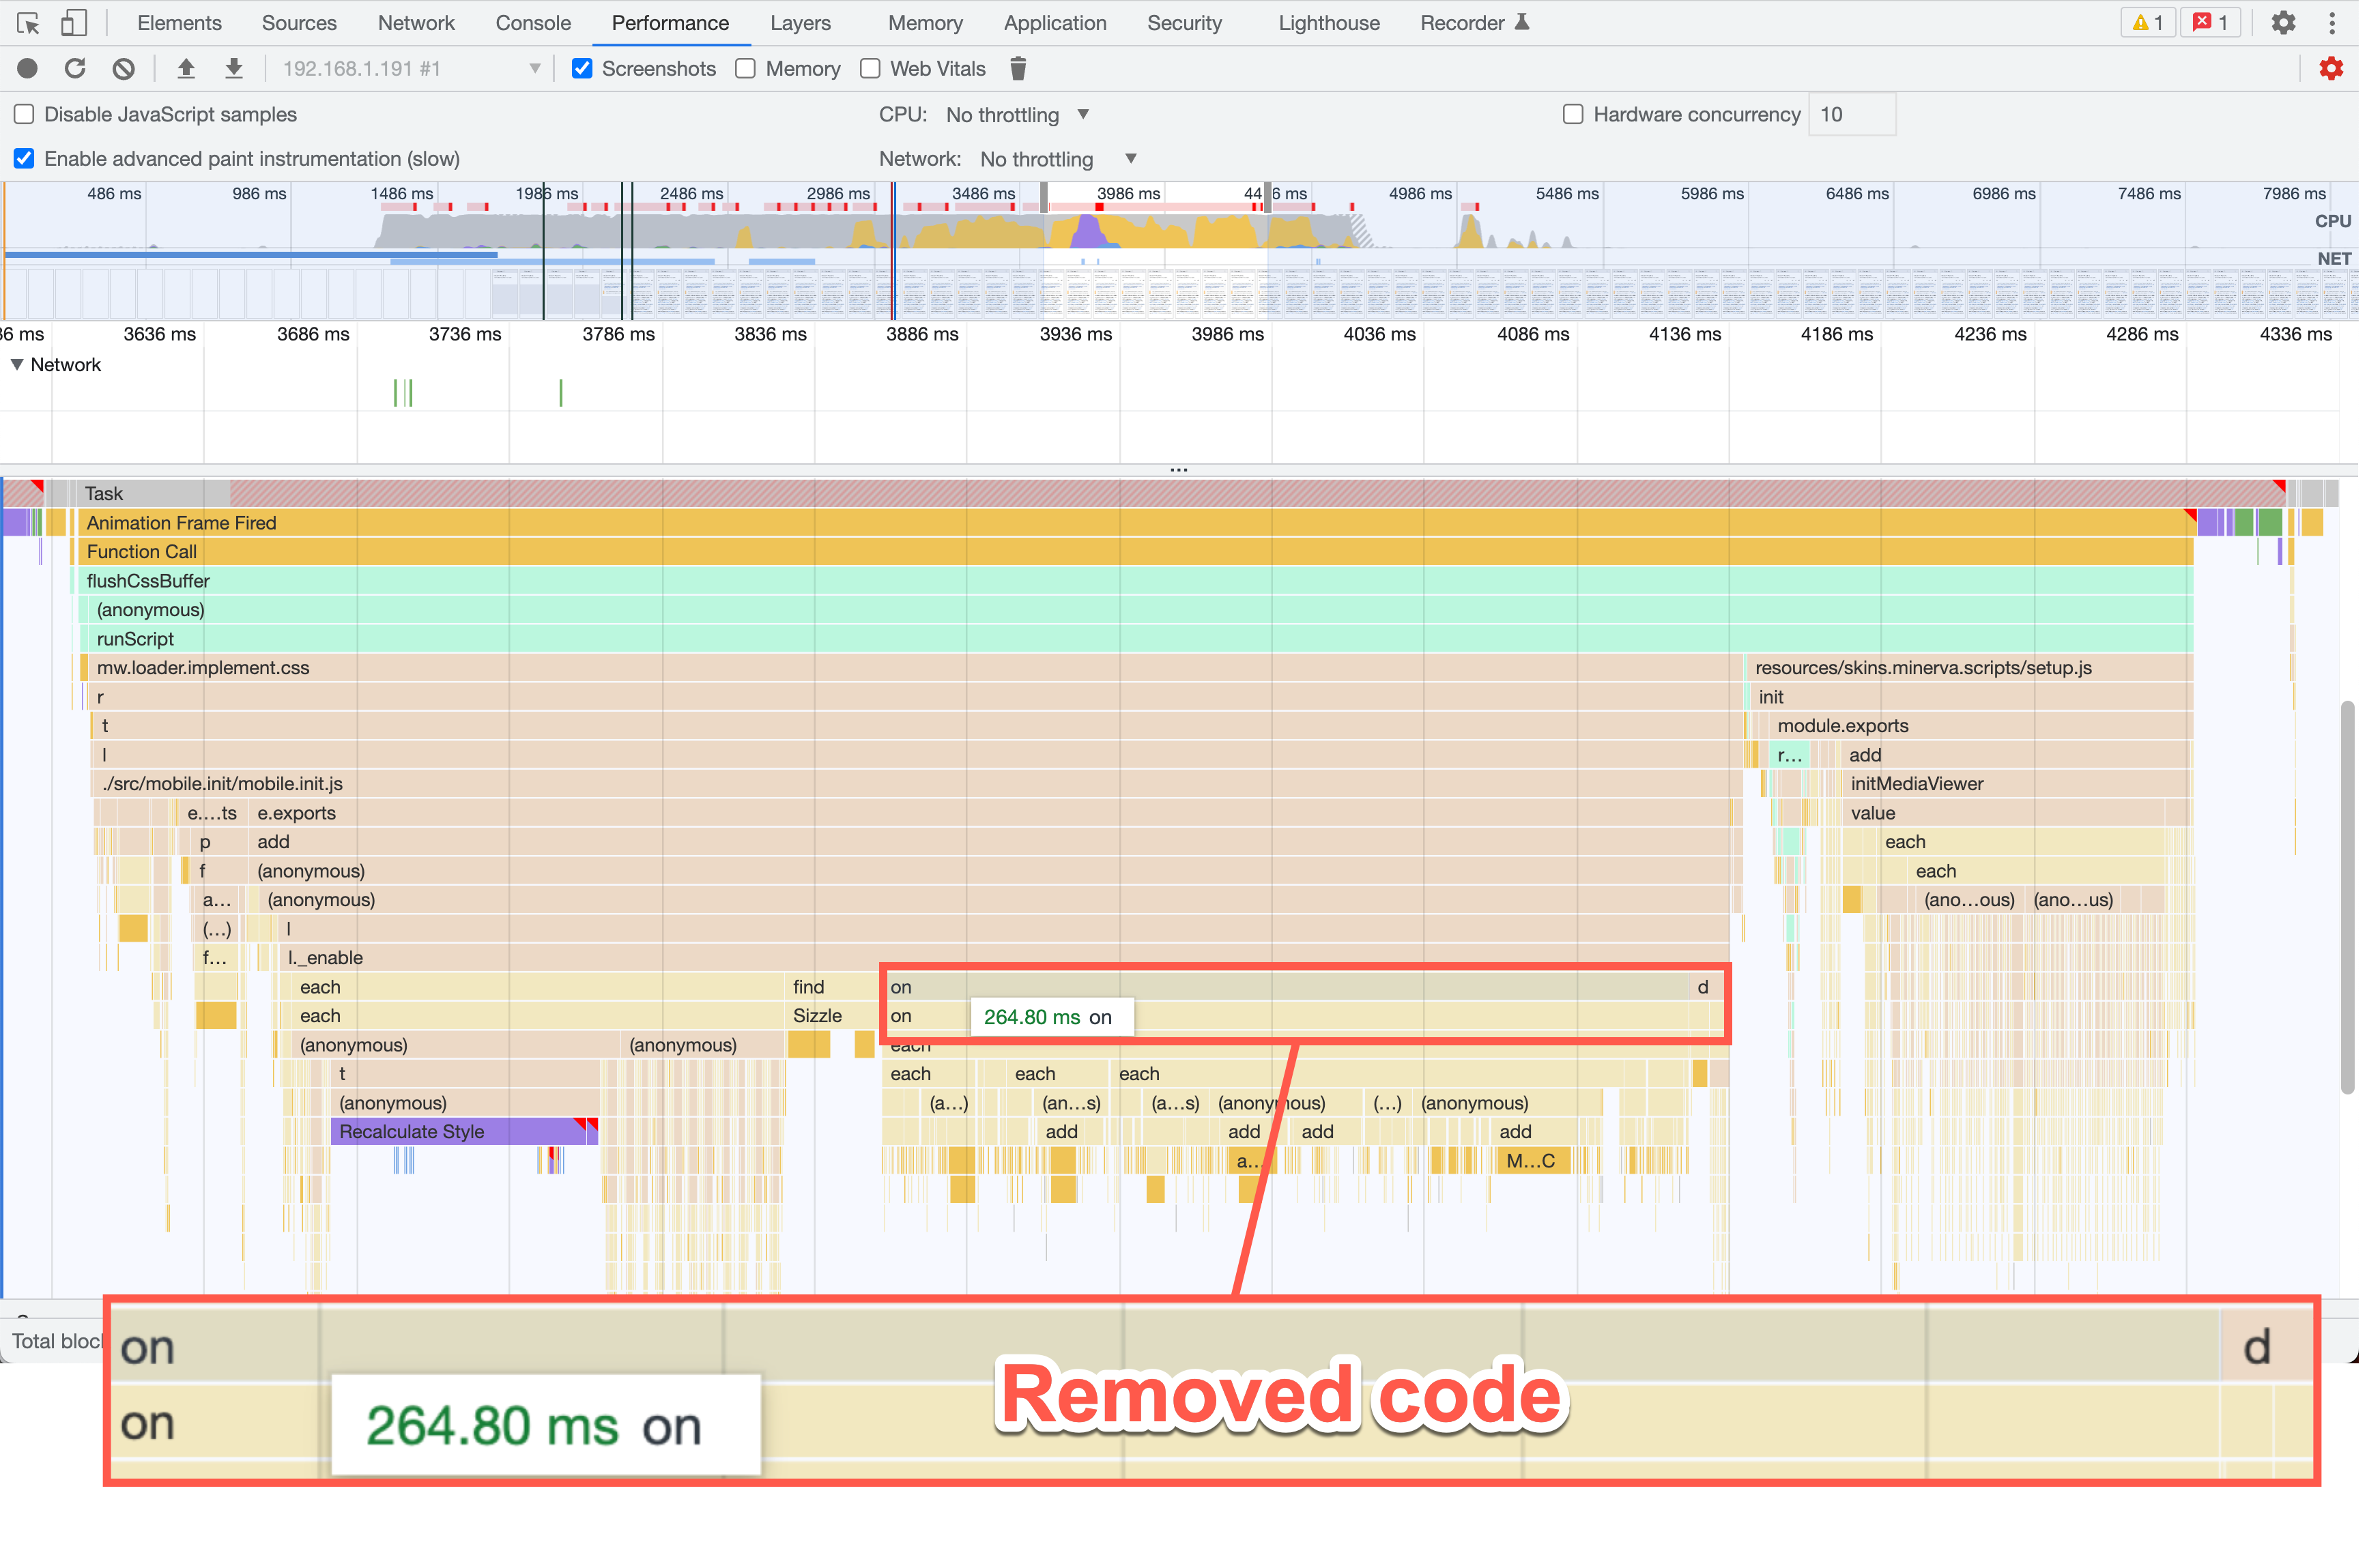 Elements Sources Network Console Performance Layers Memory Application Security Lighthouse Recorder 1 1
192.168.1.191 #1 Screenshots Memory Web Vitals
Disable JavaScript samples CPU: No throttling Hardware concurrency 10
Enable advanced paint instrumentation (slow) Network: No throttling
486 ms 986 ms 1486 ms 1986 ms 2486 ms 2986 ms 3486 ms 3986 ms 44 6 ms 4986 ms 5486 ms 5986 ms 6486 ms 6986 ms 7486 ms 7986 ms
CPU
NET
36 ms 3636 ms 3686 ms 3736 ms 3786 ms 3836 ms 3886 ms 3936 ms 3986 ms 4036 ms 4086 ms 4136 ms 4186 ms 4236 ms 4286 ms 4336 ms
Network
...
Task
Animation Frame Fired
Function Call
flushCssBuffer
(anonymous)
runScript
mw.loader.implement.css resources/skins.minerva.scripts/setup.js
r init
t module.exports
l r... add
./src/mobile.init/mobile.init.js initMediaViewer
e....ts e.exports value
p add each
f (anonymous) each
a... (anonymous) (ano...ous) (ano...us)
(...) l
f... l._enable
each find on d
each Sizzle on 264.80 ms on
(anonymous) (anonymous) each
t each each each
(anonymous) (a...) (an...s) (a...s) (anonymous) (...) (anonymous)
Recalculate Style add add add add
a... M...C
Total bloc
on d
on 264.80 ms on
Removed code